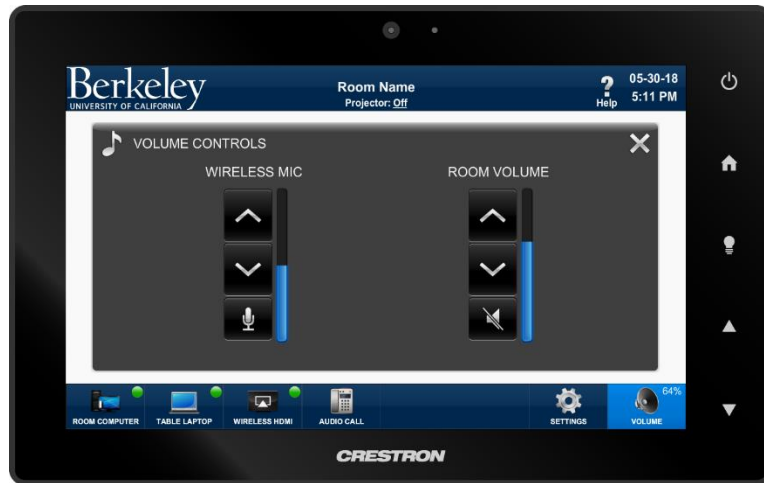 Berkeley
UNIVERSITY OF CALIFORNIA
Room Name
Projector: Off
?
Help
05-30-18
5:11 PM
VOLUME CONTROLS
WIRELESS MIC
ROOM VOLUME
ROOM COMPUTER
TABLE LAPTOP
WIRELESS HDMI
AUDIO CALL
SETTINGS
64%
VOLUME
CRESTRON